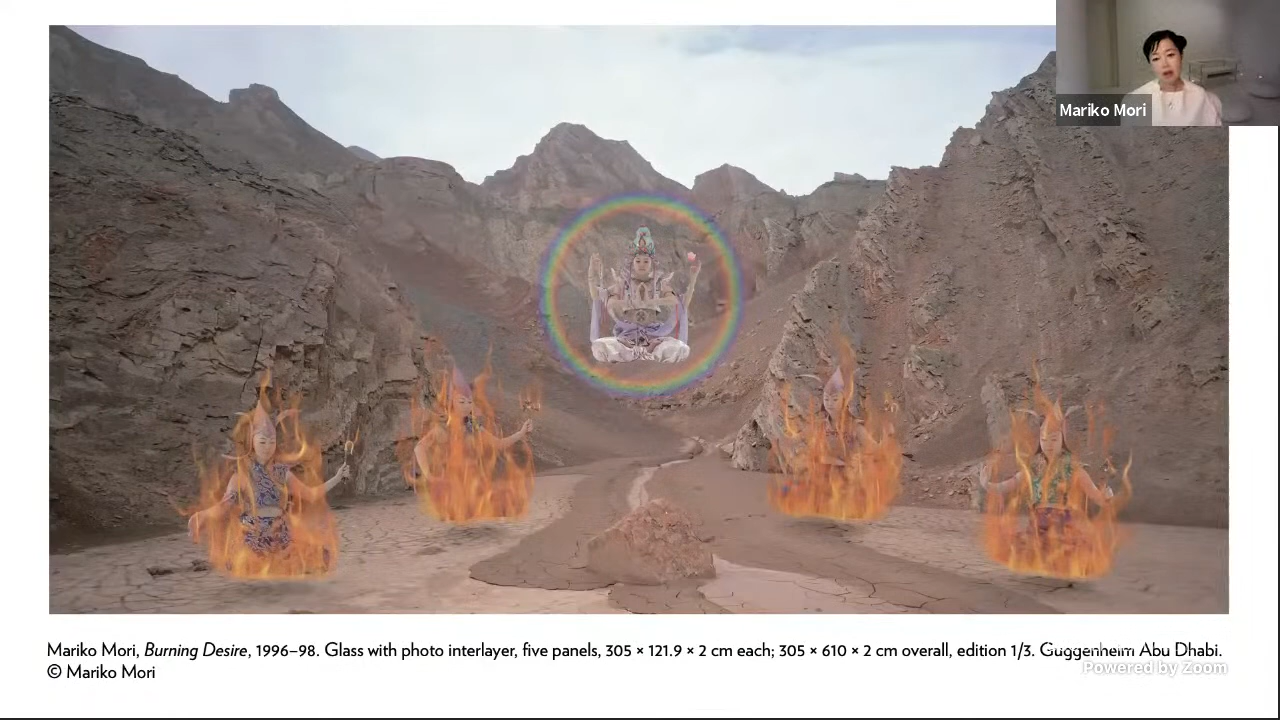 Mariko Mori
Mariko Mori, Burning Desire, 1996–98. Glass with photo interlayer, five panels, 305 × 121.9 × 2 cm each; 305 × 610 × 2 cm overall, edition 1/3. Guggenheim Abu Dhabi.
© Mariko Mori
Powered by Zoom